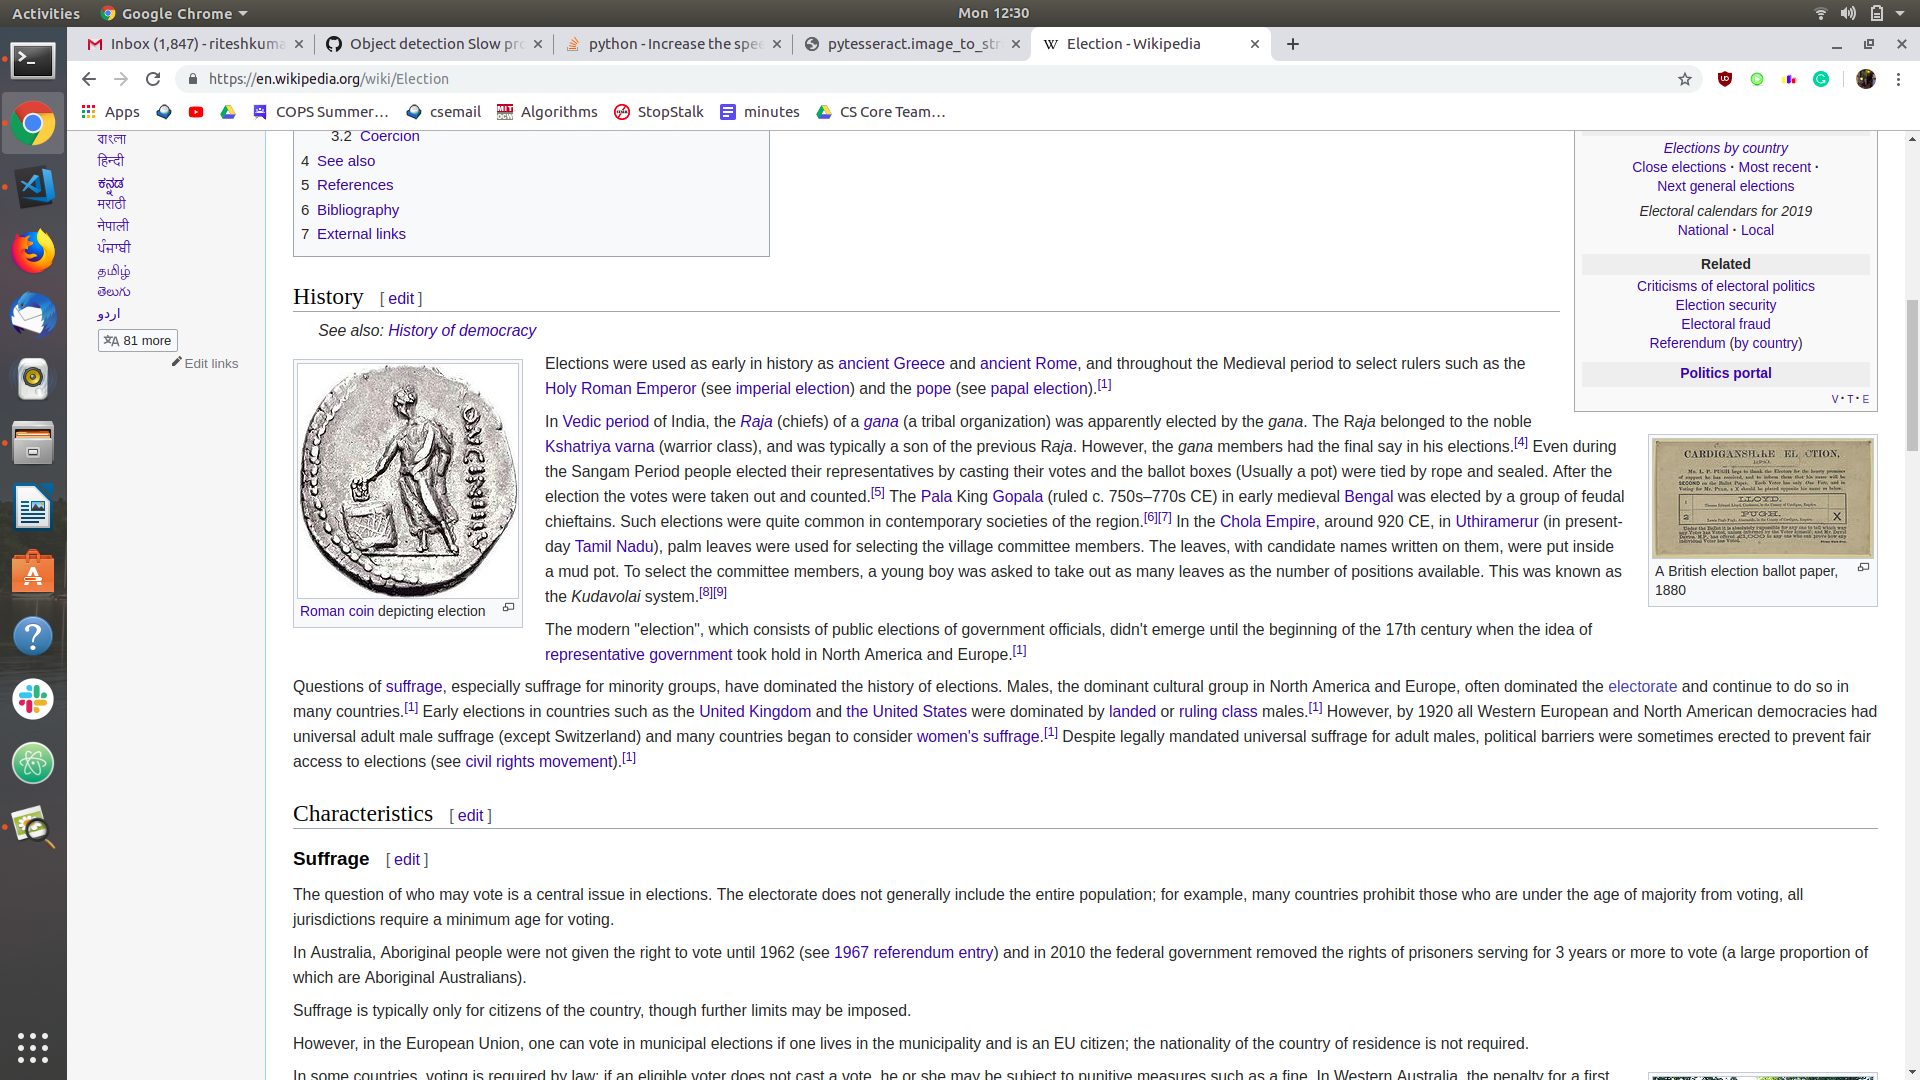 Activities Google Chrome Mon 12:30
Inbox (1,847) - riteshkuma Object detection Slow pr python - Increase the spee pytesseract.image_to_str Election - Wikipedia
https://en.wikipedia.org/wiki/Election
Apps COPS Summer… csemail Algorithms StopStalk minutes CS Core Team…
বাংলা
हिन्दी
ಕನ್ನಡ
मराठी
नेपाली
ਪੰਜਾਬੀ
தமிழ்
తెలుగు
اردو
81 more
Edit links
3.2 Coercion
4 See also
5 References
6 Bibliography
7 External links
Elections by country
Close elections · Most recent ·
Next general elections
Electoral calendars for 2019
National · Local
Related
Criticisms of electoral politics
Election security
Electoral fraud
Referendum (by country)
Politics portal
V · T · E
History [ edit ]
See also: History of democracy
Roman coin depicting election
Elections were used as early in history as ancient Greece and ancient Rome, and throughout the Medieval period to select rulers such as the
Holy Roman Emperor (see imperial election) and the pope (see papal election).[1]
In Vedic period of India, the Raja (chiefs) of a gana (a tribal organization) was apparently elected by the gana. The Raja belonged to the noble
Kshatriya varna (warrior class), and was typically a son of the previous Raja. However, the gana members had the final say in his elections.[4] Even during
the Sangam Period people elected their representatives by casting their votes and the ballot boxes (Usually a pot) were tied by rope and sealed. After the
election the votes were taken out and counted.[5] The Pala King Gopala (ruled c. 750s–770s CE) in early medieval Bengal was elected by a group of feudal
chieftains. Such elections were quite common in contemporary societies of the region.[6][7] In the Chola Empire, around 920 CE, in Uthiramerur (in present-
day Tamil Nadu), palm leaves were used for selecting the village committee members. The leaves, with candidate names written on them, were put inside
a mud pot. To select the committee members, a young boy was asked to take out as many leaves as the number of positions available. This was known as
the Kudavolai system.[8][9]
CARDIGANSHIRE ELECTION,
LLOYD,
2 PUGH, X
A British election ballot paper,
1880
The modern "election", which consists of public elections of government officials, didn't emerge until the beginning of the 17th century when the idea of
representative government took hold in North America and Europe.[1]
Questions of suffrage, especially suffrage for minority groups, have dominated the history of elections. Males, the dominant cultural group in North America and Europe, often dominated the electorate and continue to do so in
many countries.[1] Early elections in countries such as the United Kingdom and the United States were dominated by landed or ruling class males.[1] However, by 1920 all Western European and North American democracies had
universal adult male suffrage (except Switzerland) and many countries began to consider women's suffrage.[1] Despite legally mandated universal suffrage for adult males, political barriers were sometimes erected to prevent fair
access to elections (see civil rights movement).[1]
Characteristics [ edit ]
Suffrage [ edit ]
The question of who may vote is a central issue in elections. The electorate does not generally include the entire population; for example, many countries prohibit those who are under the age of majority from voting, all
jurisdictions require a minimum age for voting.
In Australia, Aboriginal people were not given the right to vote until 1962 (see 1967 referendum entry) and in 2010 the federal government removed the rights of prisoners serving for 3 years or more to vote (a large proportion of
which are Aboriginal Australians).
Suffrage is typically only for citizens of the country, though further limits may be imposed.
However, in the European Union, one can vote in municipal elections if one lives in the municipality and is an EU citizen; the nationality of the country of residence is not required.
In some countries, voting is required by law; if an eligible voter does not cast a vote, he or she may be subject to punitive measures such as a fine. In Western Australia, the penalty for a first